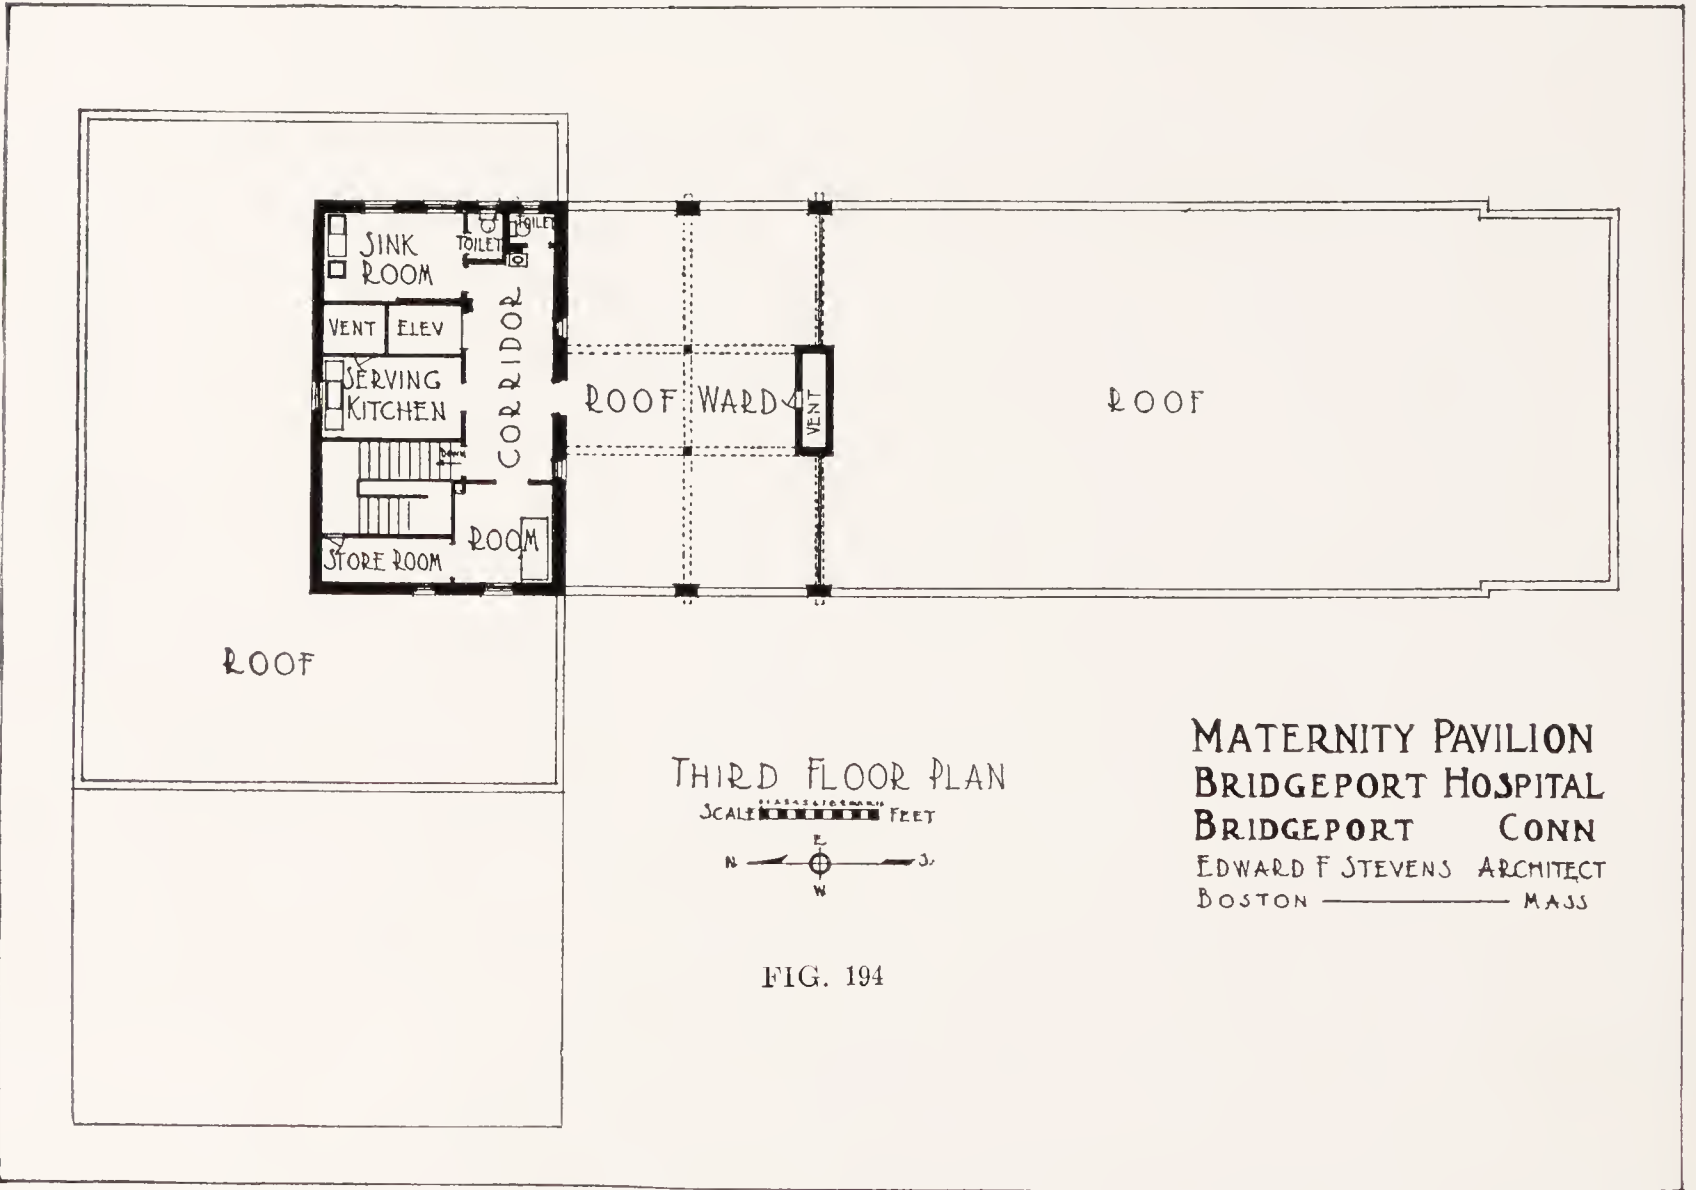 SINK
ROOM
TOILET
TOILET
VENT
ELEV
CORRIDOR
SERVING
KITCHEN
DOWN
ROOM
STORE ROOM
ROOF WARD
VENT
ROOF
ROOF
THIRD FLOOR PLAN
SCALE FEET
E
N S
W
MATERNITY PAVILION
BRIDGEPORT HOSPITAL
BRIDGEPORT CONN
EDWARD F STEVENS ARCHITECT
BOSTON MASS
FIG. 194